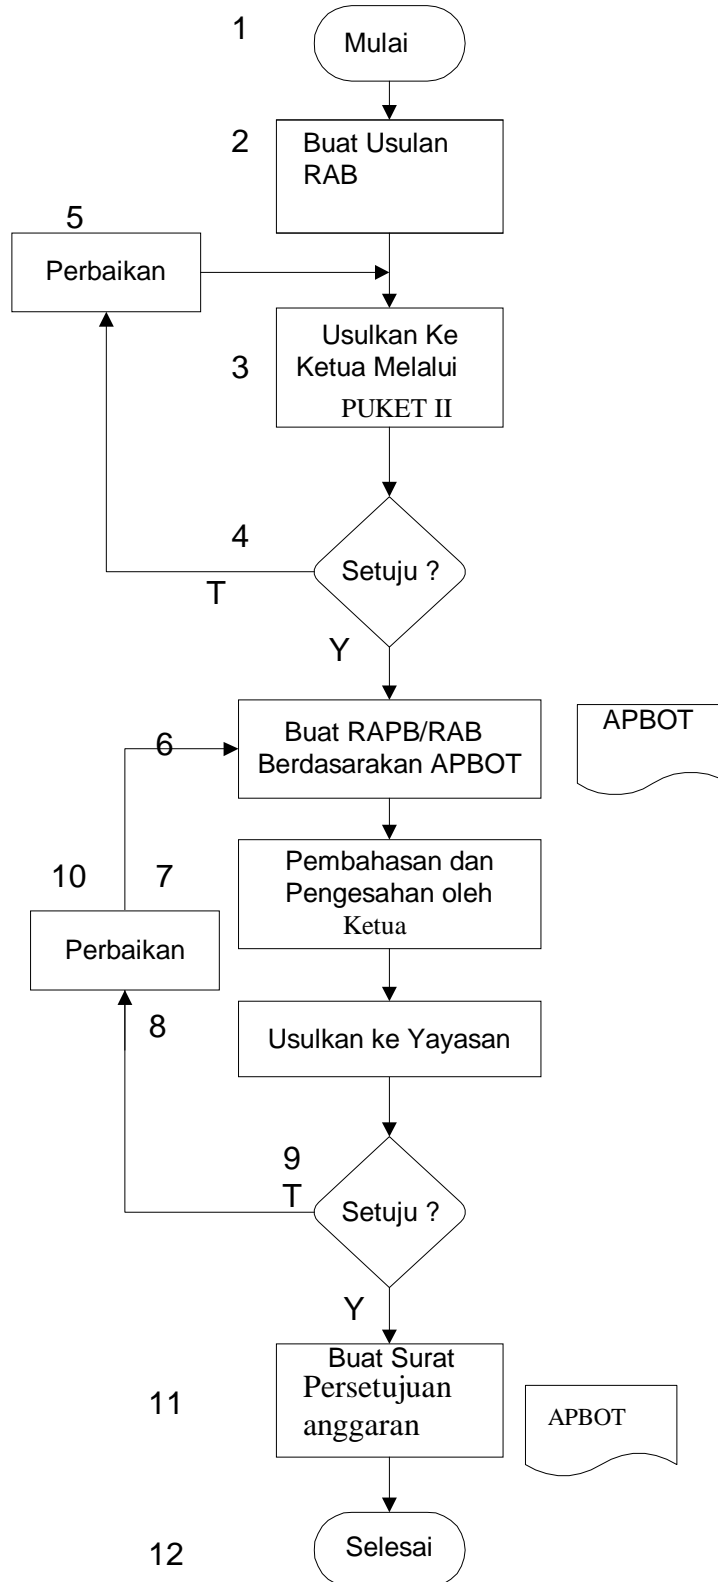 1
Mulai
2
Buat Usulan
RAB
5
Perbaikan
3
Usulkan Ke
Ketua Melalui
PUKET II
4
Setuju ?
T
Y
6
Buat RAPB/RAB
Berdasarakan APBOT
APBOT
10
7
Pembahasan dan
Pengesahan oleh
Ketua
Perbaikan
8
Usulkan ke Yayasan
9
T
Setuju ?
Y
11
Buat Surat
Persetujuan
anggaran
APBOT
12
Selesai